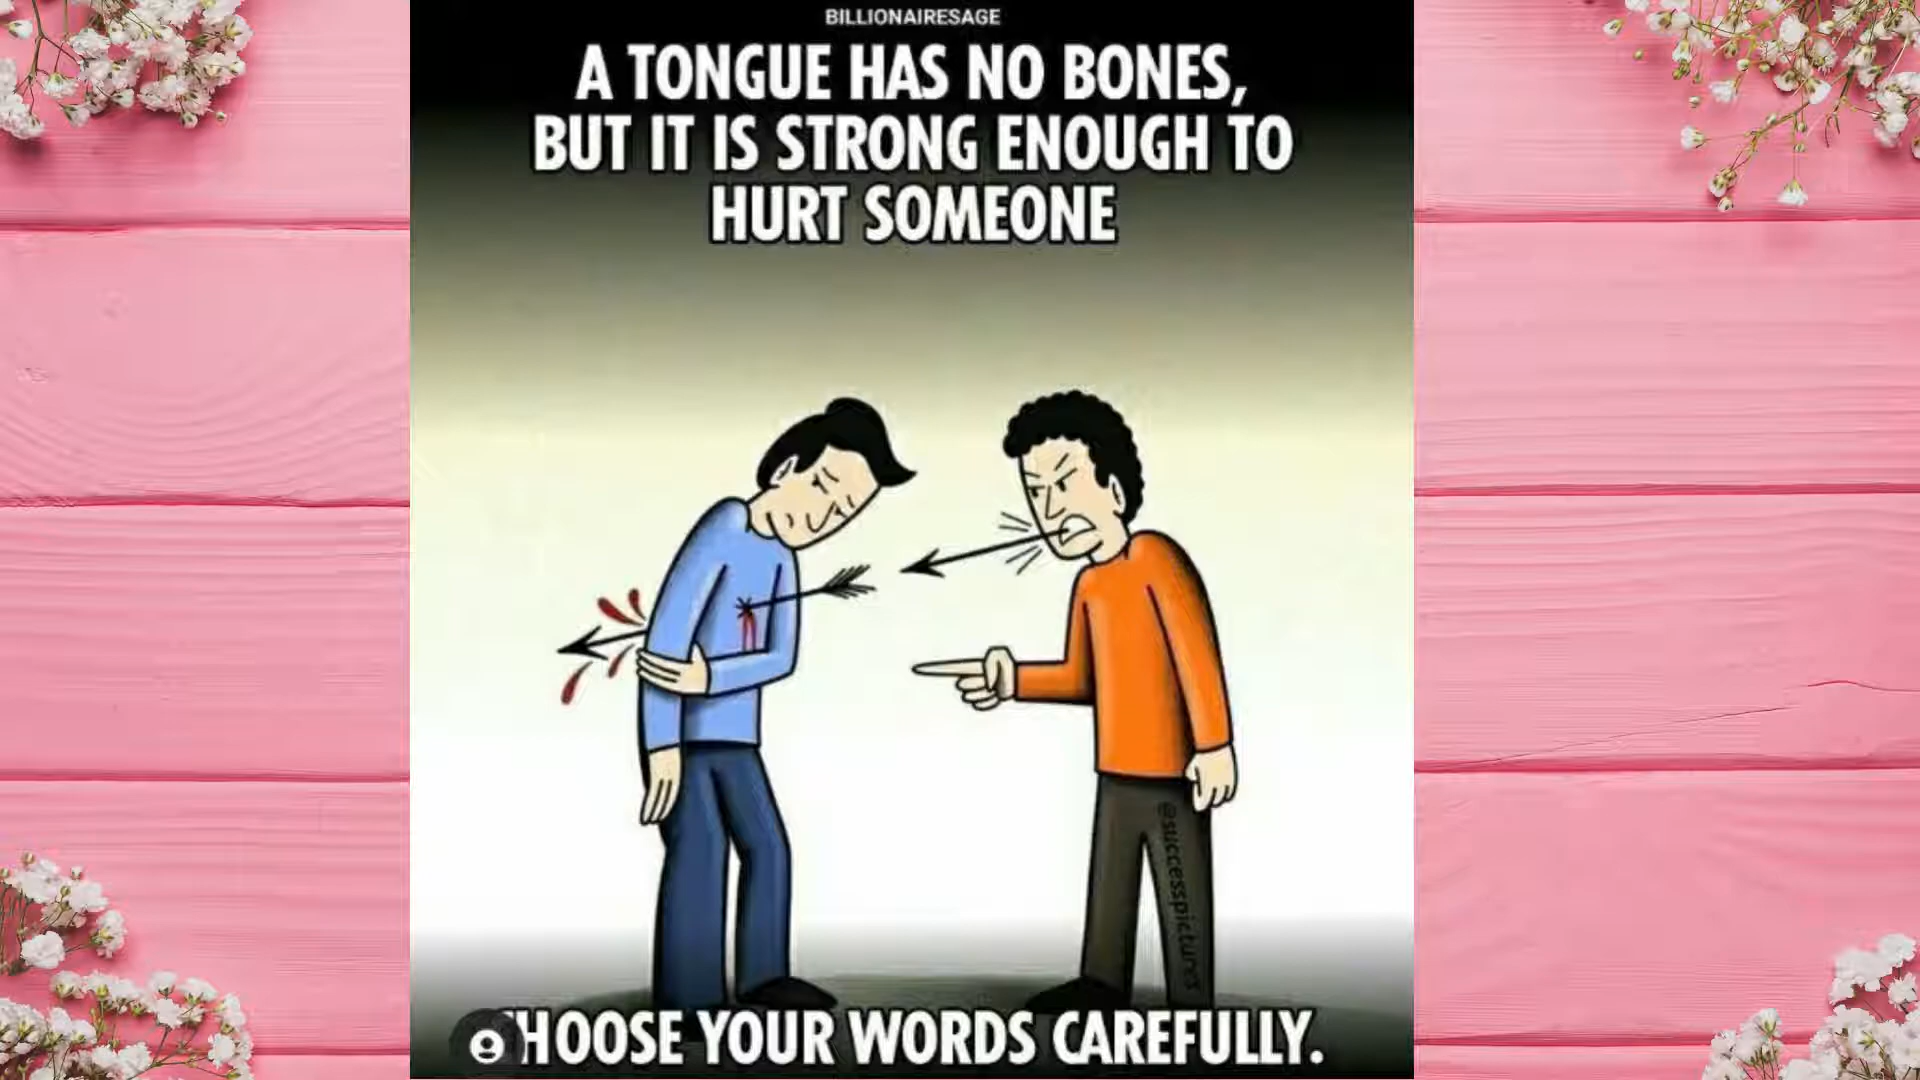 BILLIONAIRESAGE
A TONGUE HAS NO BONES,
BUT IT IS STRONG ENOUGH TO
HURT SOMEONE
@successpictures
HOOSE YOUR WORDS CAREFULLY.